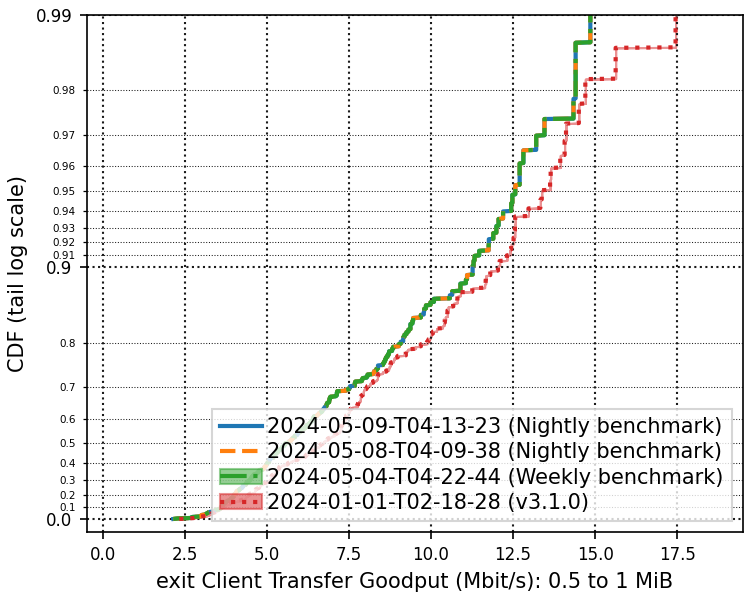 0.99
0.98
0.97
0.96
0.95
0.94
0.93
0.92
0.91
0.9
0.8
0.7
0.6
0.5
0.4
0.3
0.2
0.1
0.0
CDF (tail log scale)
2024-05-09-T04-13-23 (Nightly benchmark)
2024-05-08-T04-09-38 (Nightly benchmark)
2024-05-04-T04-22-44 (Weekly benchmark)
2024-01-01-T02-18-28 (v3.1.0)
0.0 2.5 5.0 7.5 10.0 12.5 15.0 17.5
exit Client Transfer Goodput (Mbit/s): 0.5 to 1 MiB